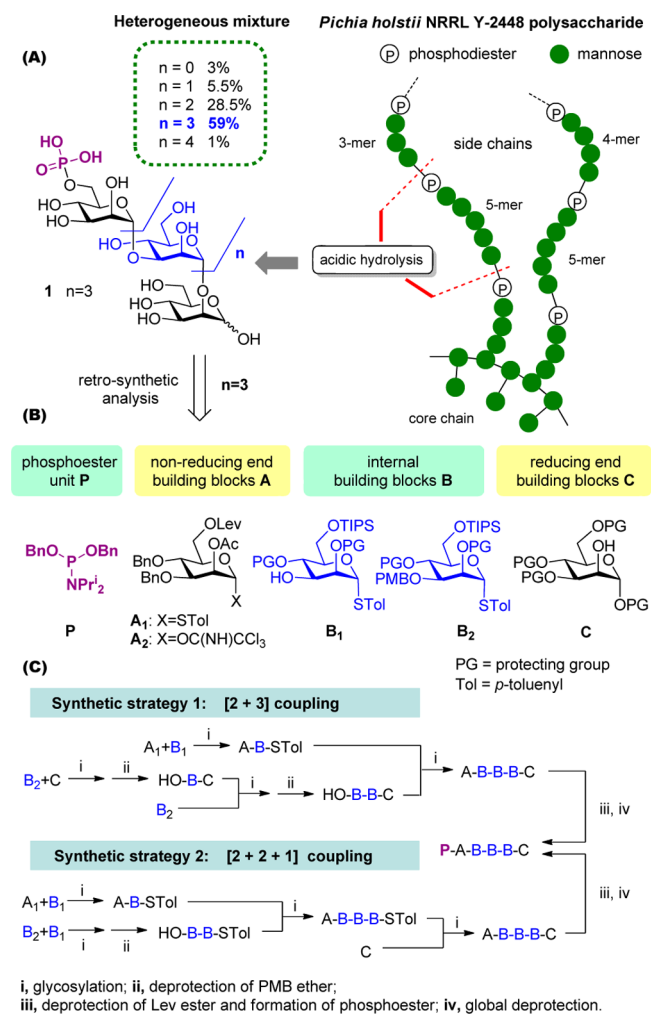 Heterogeneous mixture
Pichia holstii NRRL Y-2448 polysaccharide
(A)
n = 0 3%
n = 1 5.5%
n = 2 28.5%
n = 3 59%
n = 4 1%
P phosphodiester
mannose
HO
OH
P
O
O
OH
HO
HO
O
O
OH
HO
HO
O
O
n
HO
HO
HO
O
O
OH
1 n=3
P
3-mer
side chains
P
4-mer
P
5-mer
P
5-mer
P
P
acidic hydrolysis
core chain
retro-synthetic
analysis
n=3
(B)
phosphoester
unit P
non-reducing end
building blocks A
internal
building blocks B
reducing end
building blocks C
BnO
P
OBn
NPrⁱ₂
P
OLev
OAc
BnO
BnO
O
X
A₁: X=STol
A₂: X=OC(NH)CCl₃
OTIPS
OPG
PGO
HO
O
STol
B₁
OTIPS
OPG
PGO
PMBO
O
STol
B₂
OPG
OH
PGO
PGO
O
OPG
C
PG = protecting group
Tol = p-toluenyl
(C)
Synthetic strategy 1: [2 + 3] coupling
A₁+B₁ i A-B-STol
B₂+C i ii HO-B-C
B₂
i ii HO-B-B-C
i A-B-B-B-C
iii, iv
P-A-B-B-B-C
Synthetic strategy 2: [2 + 2 + 1] coupling
A₁+B₁ i A-B-STol
B₂+B₁ i ii HO-B-B-STol
i A-B-B-B-STol
C
i A-B-B-B-C
iii, iv
i, glycosylation; ii, deprotection of PMB ether;
iii, deprotection of Lev ester and formation of phosphoester; iv, global deprotection.